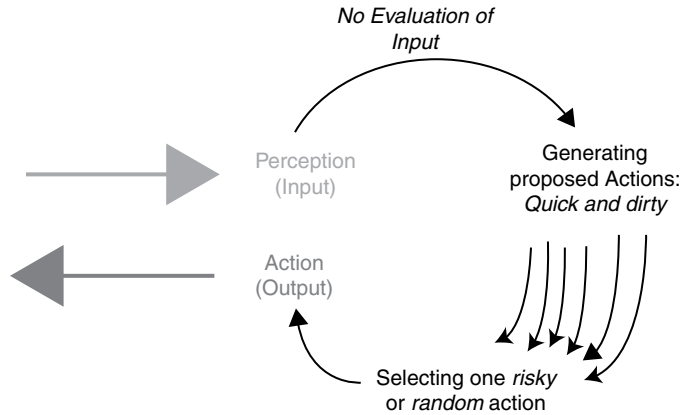 No Evaluation of
Input
Perception
(Input)
Generating
proposed Actions:
Quick and dirty
Action
(Output)
Selecting one risky
or random action